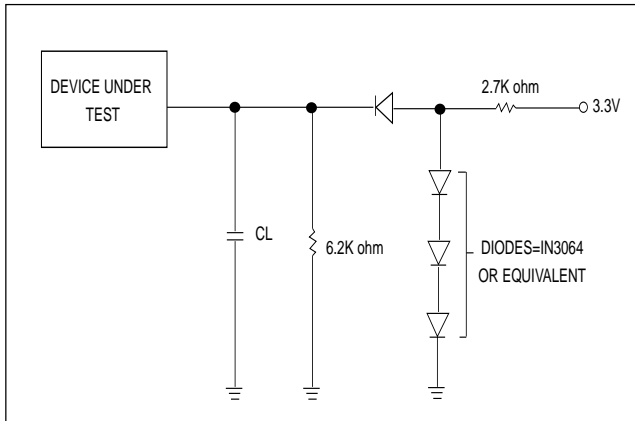 DEVICE UNDER
TEST
2.7K ohm
3.3V
CL
6.2K ohm
DIODES=IN3064
OR EQUIVALENT